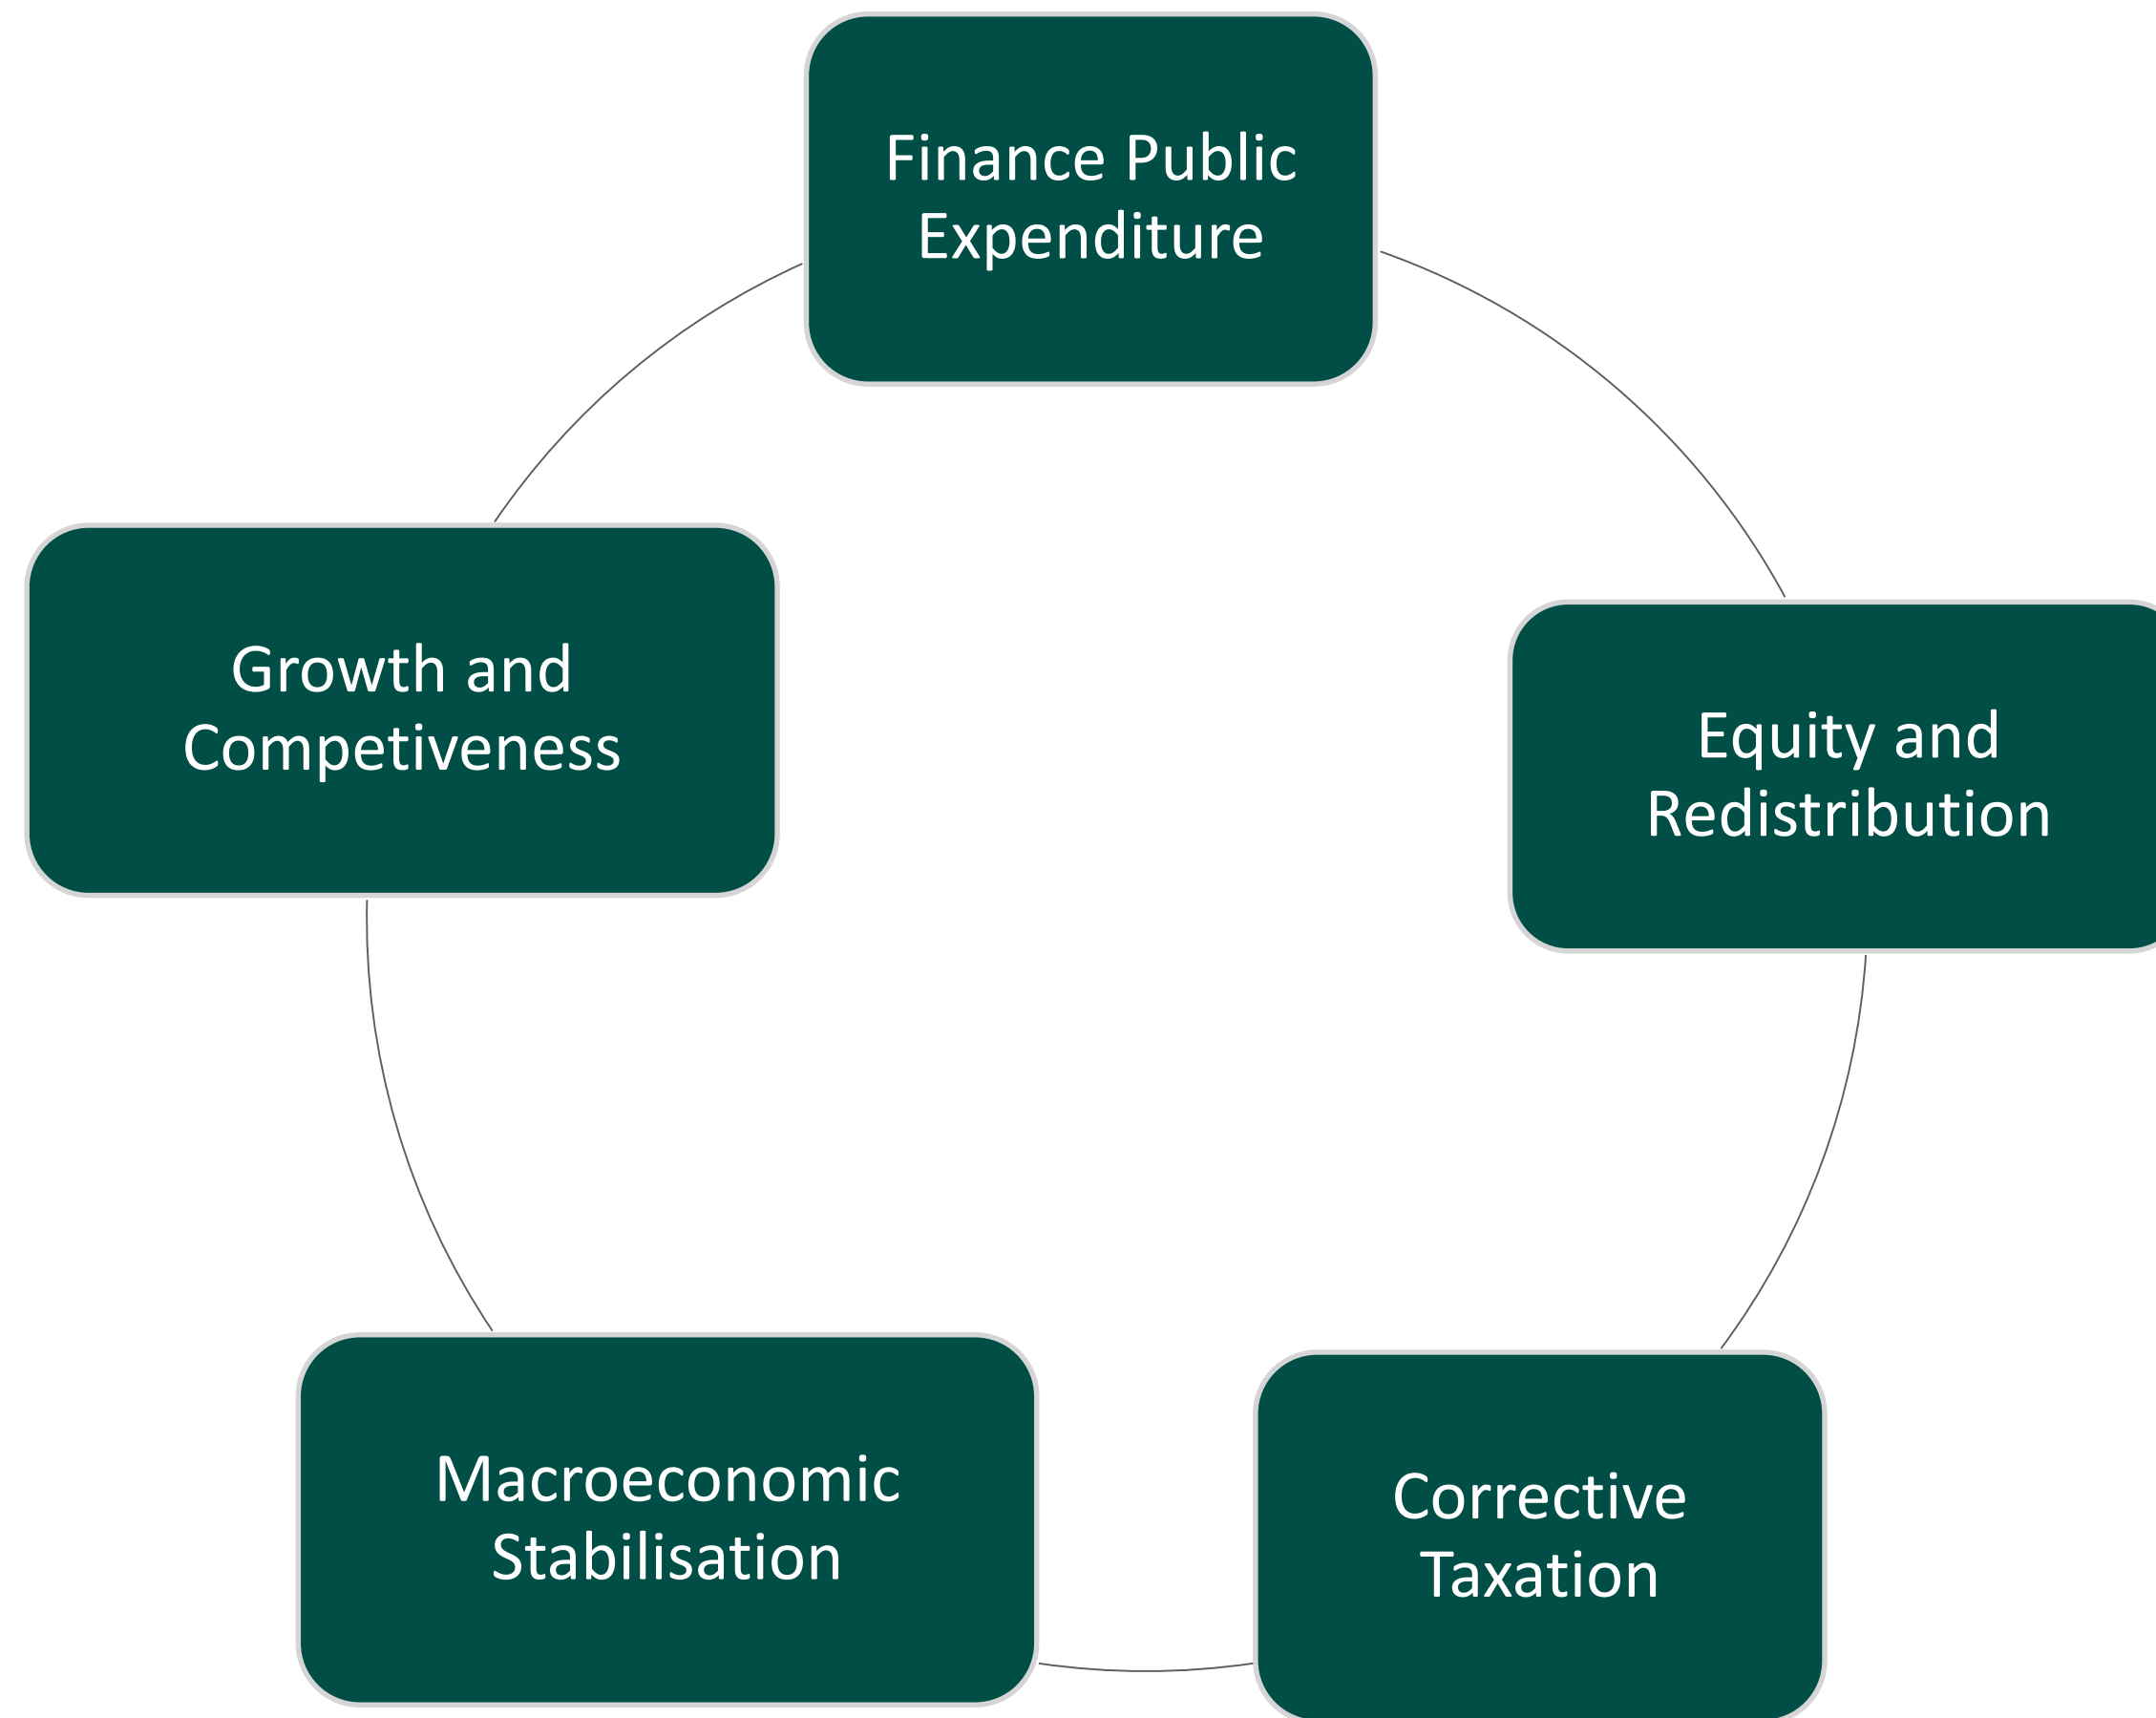 Finance Public
Expenditure
Growth and
Competiveness
Equity and
Redistribution
Macroeconomic
Stabilisation
Corrective
Taxation